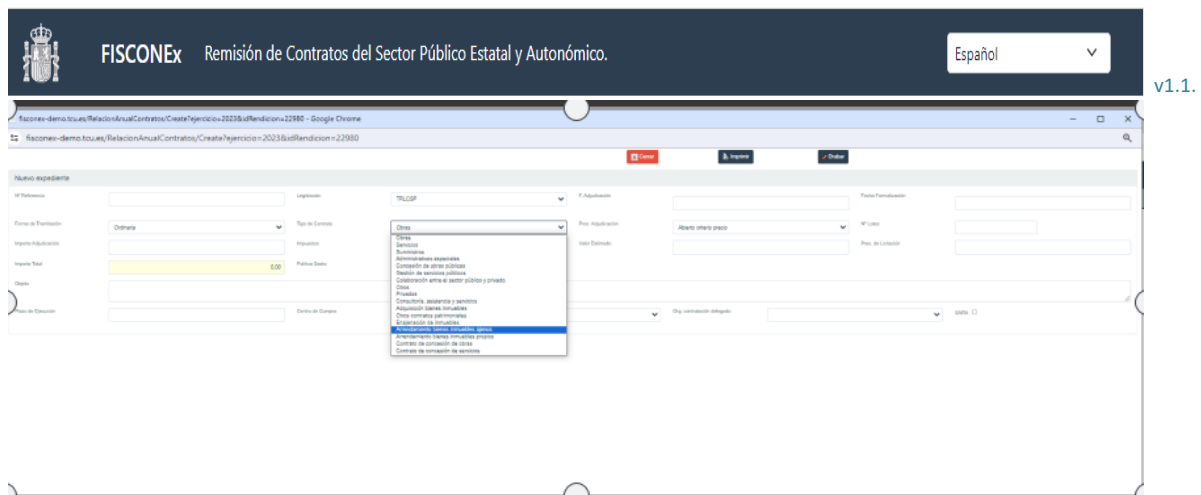 FISCONEx Remisión de Contratos del Sector Público Estatal y Autonómico. Español
v1.1.
fisconex-demo.tcu.es/RelacionAnualContratos/Create?ejercicio=2023&idRendicion=22980 - Google Chrome
fisconex-demo.tcu.es/RelacionAnualContratos/Create?ejercicio=2023&idRendicion=22980
Cerrar Imprimir Grabar
Nuevo expediente
Nº Referencia Legislación TRLCSP F. Adjudicación Fecha Formalización
Forma de Tramitación Ordinaria Tipo de Contrato Obras Proc. Adjudicación Abierto criterio precio Nº Lotes
Importe Adjudicación Impuestos Valor Estimado Pres. de Licitación
Importe Total 0,00 Política Gasto
Objeto
Plazo de Ejecución Centro de Compra Org. contratación delegado
Obras
Servicios
Suministros
Administrativos especiales
Concesión de obras públicas
Gestión de servicios públicos
Colaboración entre el sector público y privado
Otros
Privados
Consultoría, asistencia y servicios
Adquisición bienes inmuebles
Otros contratos patrimoniales
Enajenación de inmuebles
Arrendamiento bienes inmuebles ajenos
Arrendamiento bienes inmuebles propios
Contrato de concesión de obras
Contrato de concesión de servicios